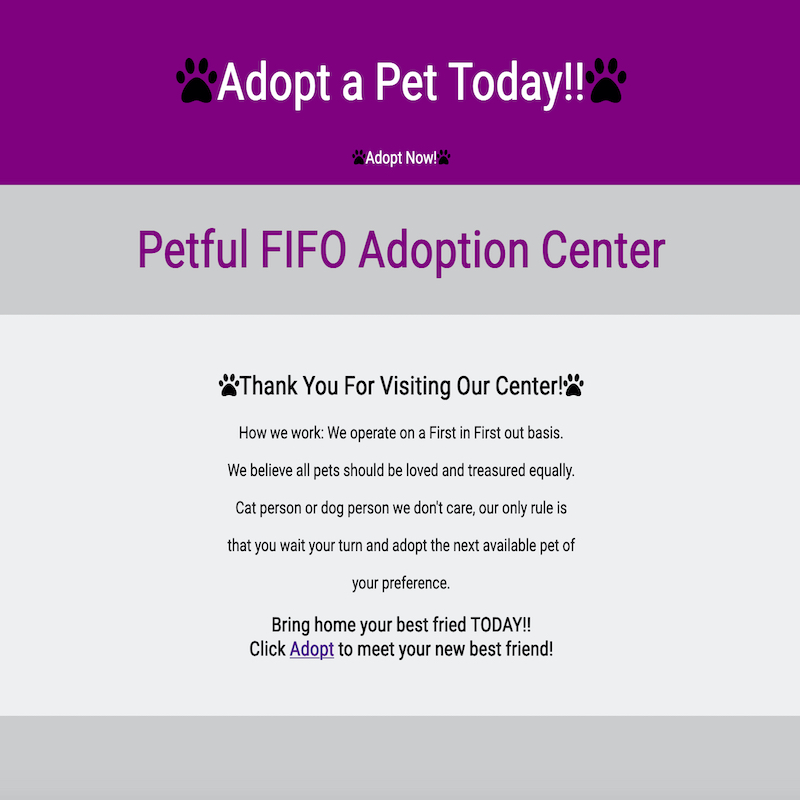 Adopt a Pet Today!!
Adopt Now!
Petful FIFO Adoption Center
Thank You For Visiting Our Center!
How we work: We operate on a First in First out basis.
We believe all pets should be loved and treasured equally.
Cat person or dog person we don't care, our only rule is
that you wait your turn and adopt the next available pet of
your preference.
Bring home your best fried TODAY!!
Click Adopt to meet your new best friend!